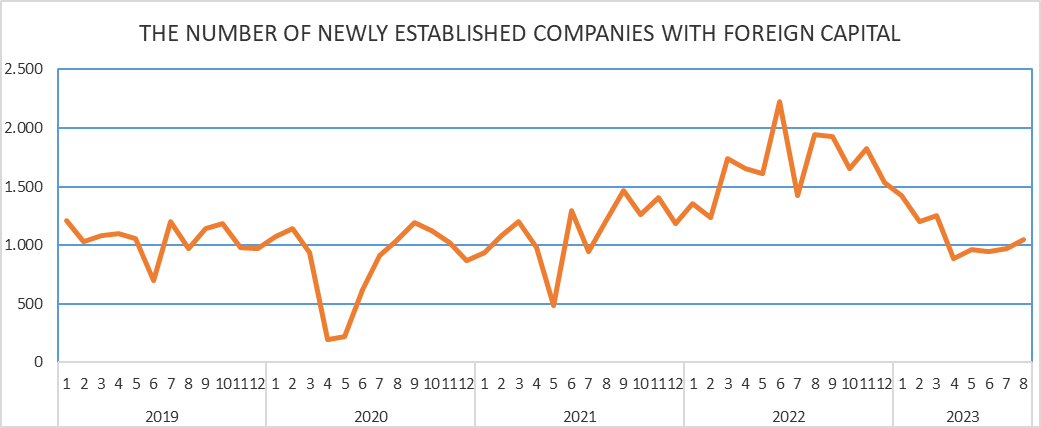 THE NUMBER OF NEWLY ESTABLISHED COMPANIES WITH FOREIGN CAPITAL
2.500
2.000
1.500
1.000
500
0
1 2 3 4 5 6 7 8 9 10 11 12 1 2 3 4 5 6 7 8 9 10 11 12 1 2 3 4 5 6 7 8 9 10 11 12 1 2 3 4 5 6 7 8 9 10 11 12 1 2 3 4 5 6 7 8
2019 2020 2021 2022 2023